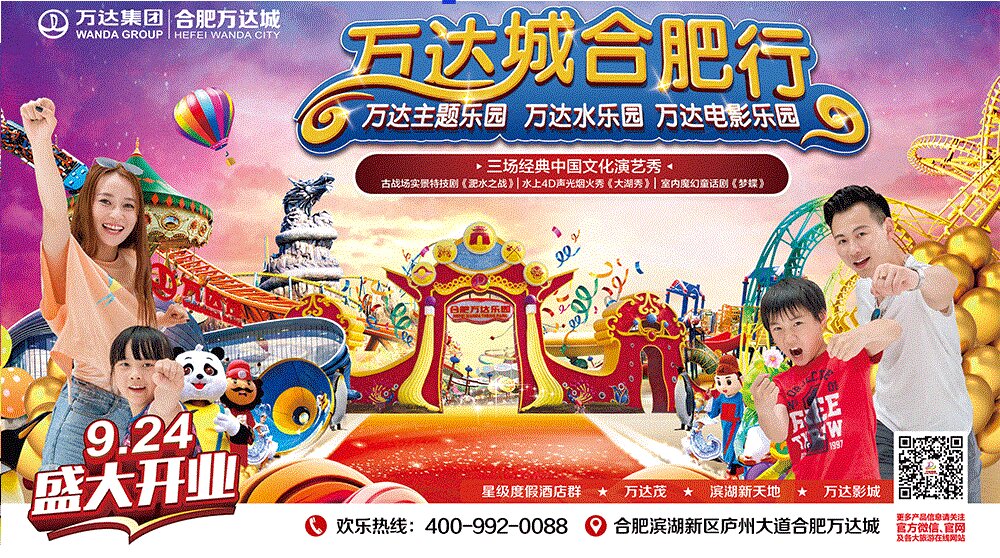 万达集团 合肥万达城
WANDA GROUP HEFEI WANDA CITY
万达城合肥行
万达主题乐园 万达水乐园 万达电影乐园
三场经典中国文化演艺秀
古战场实景特技剧《淝水之战》| 水上4D声光烟火秀《大湖秀》| 室内魔幻童话剧《梦蝶》
合肥万达乐园
9.24
盛大开业
星级度假酒店群 ★ 万达茂 ★ 滨湖新天地 ★ 万达影城
欢乐热线：400-992-0088 合肥滨湖新区庐州大道合肥万达城
更多产品信息请关注
官方微信、官网
及各大旅游在线网站